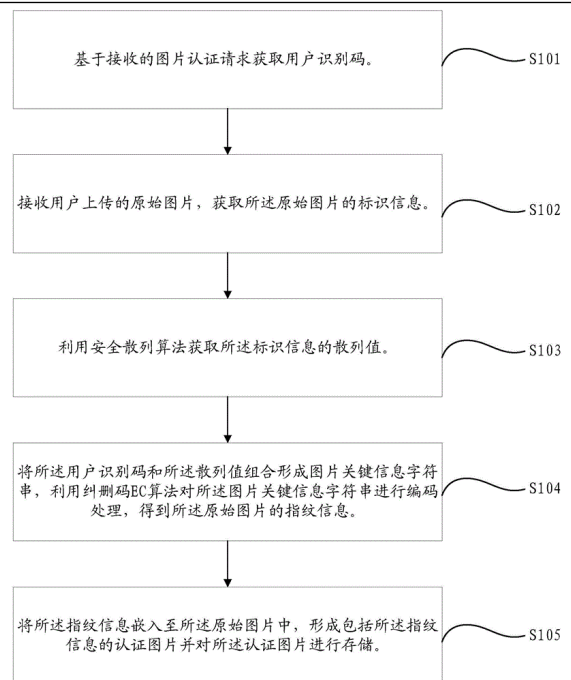 基于接收的图片认证请求获取用户识别码。
S101
接收用户上传的原始图片，获取所述原始图片的标识信息。
S102
利用安全散列算法获取所述标识信息的散列值。
S103
将所述用户识别码和所述散列值组合形成图片关键信息字符
串，利用纠删码EC算法对所述图片关键信息字符串进行编码
处理，得到所述原始图片的指纹信息。
S104
将所述指纹信息嵌入至所述原始图片中，形成包括所述指纹
信息的认证图片并对所述认证图片进行存储。
S105